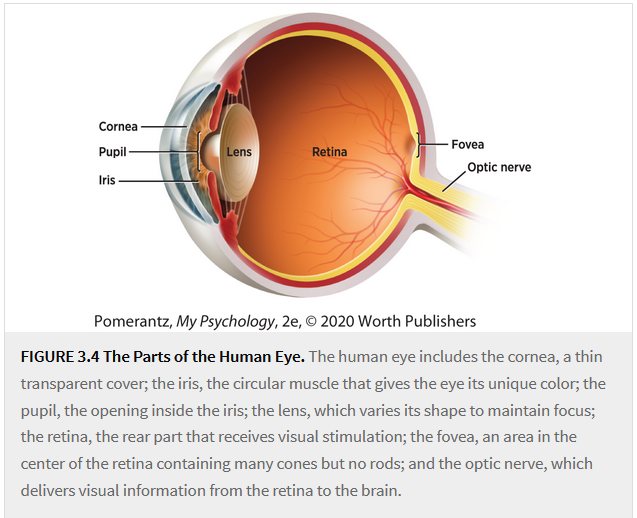 Cornea
Pupil
Iris
Lens
Retina
Fovea
Optic nerve
Pomerantz, My Psychology, 2e, © 2020 Worth Publishers
FIGURE 3.4 The Parts of the Human Eye. The human eye includes the cornea, a thin
transparent cover; the iris, the circular muscle that gives the eye its unique color; the
pupil, the opening inside the iris; the lens, which varies its shape to maintain focus;
the retina, the rear part that receives visual stimulation; the fovea, an area in the
center of the retina containing many cones but no rods; and the optic nerve, which
delivers visual information from the retina to the brain.